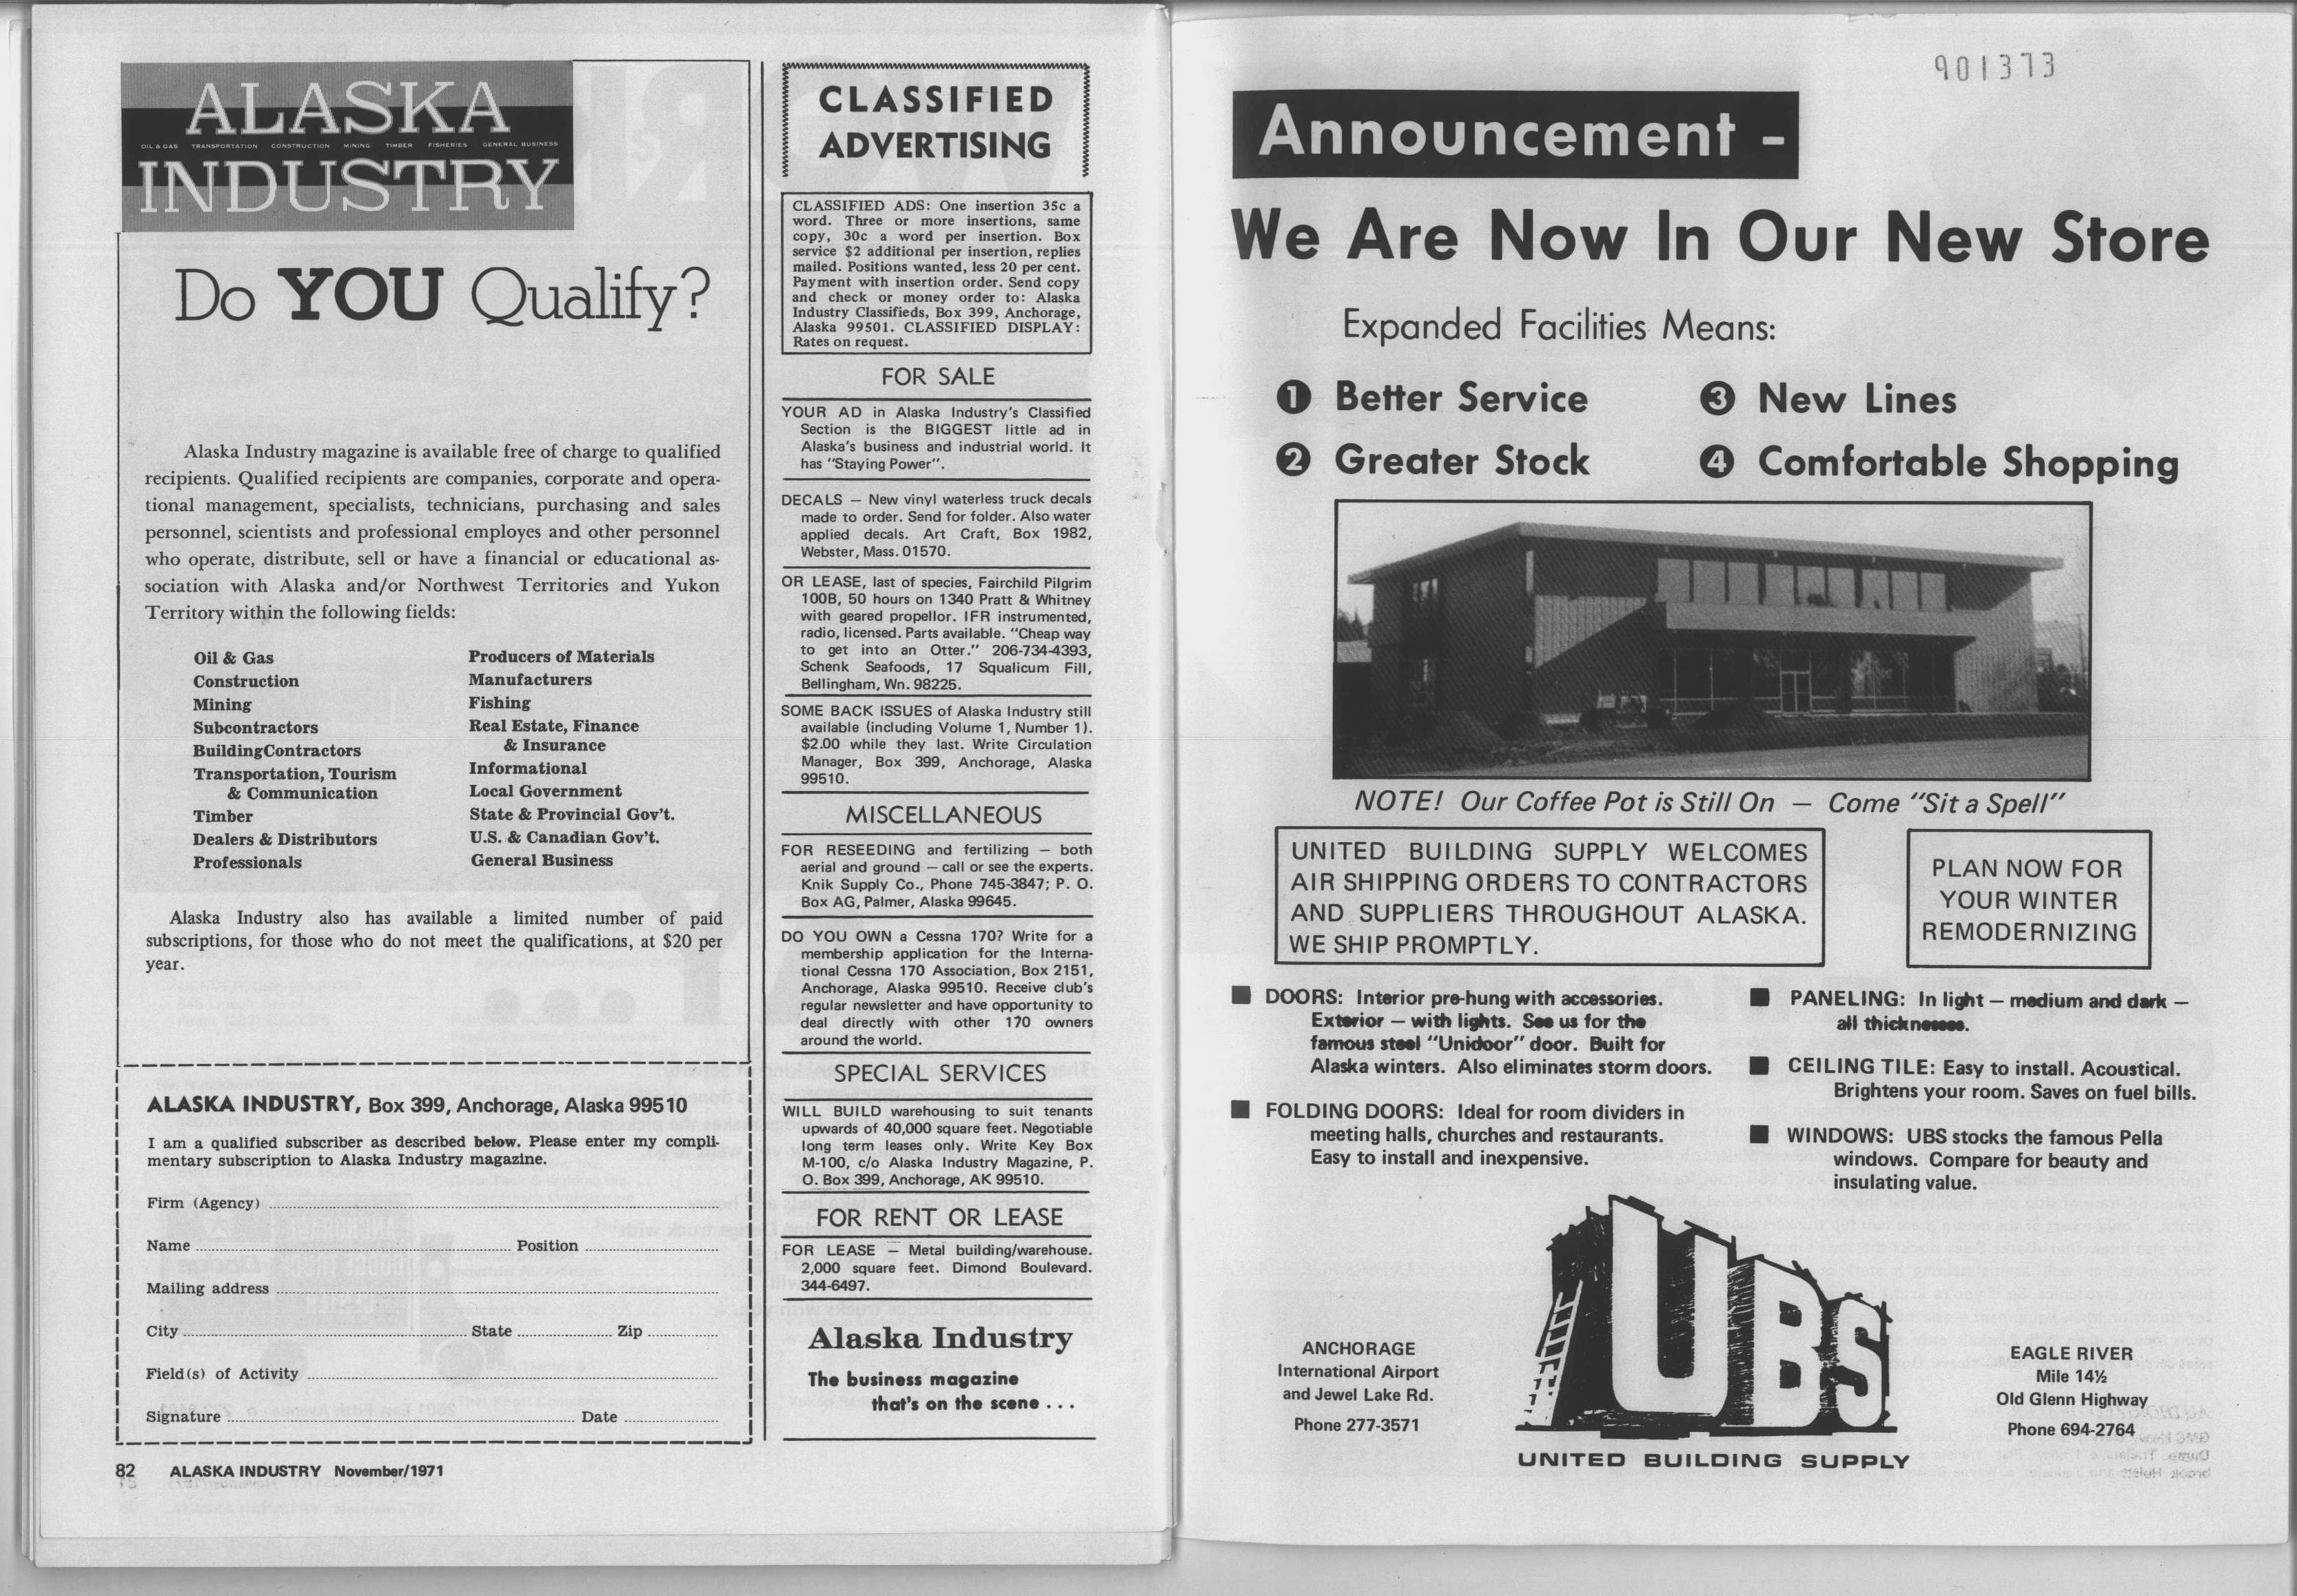 ALASKA
OIL & GAS TRANSPORTATION CONSTRUCTION MINING TIMBER FISHERIES GENERAL BUSINESS
INDUSTRY
Do YOU Qualify?
Alaska Industry magazine is available free of charge to qualified
recipients. Qualified recipients are companies, corporate and opera-
tional management, specialists, technicians, purchasing and sales
personnel, scientists and professional employes and other personnel
who operate, distribute, sell or have a financial or educational as-
sociation with Alaska and/or Northwest Territories and Yukon
Territory within the following fields:
Oil & Gas
Construction
Mining
Subcontractors
BuildingContractors
Transportation, Tourism
& Communication
Timber
Dealers & Distributors
Professionals
Producers of Materials
Manufacturers
Fishing
Real Estate, Finance
& Insurance
Informational
Local Government
State & Provincial Gov't.
U.S. & Canadian Gov't.
General Business
Alaska Industry also has available a limited number of paid
subscriptions, for those who do not meet the qualifications, at $20 per
year.
ALASKA INDUSTRY, Box 399, Anchorage, Alaska 99510
I am a qualified subscriber as described below. Please enter my compli-
mentary subscription to Alaska Industry magazine.
Firm (Agency)
Name Position
Mailing address
City State Zip
Field(s) of Activity
Signature Date
82 ALASKA INDUSTRY November/1971
CLASSIFIED
ADVERTISING
CLASSIFIED ADS: One insertion 35c a
word. Three or more insertions, same
copy, 30c a word per insertion. Box
service $2 additional per insertion, replies
mailed. Positions wanted, less 20 per cent.
Payment with insertion order. Send copy
and check or money order to: Alaska
Industry Classifieds, Box 399, Anchorage,
Alaska 99501. CLASSIFIED DISPLAY:
Rates on request.
FOR SALE
YOUR AD in Alaska Industry's Classified
Section is the BIGGEST little ad in
Alaska's business and industrial world. It
has "Staying Power".
DECALS — New vinyl waterless truck decals
made to order. Send for folder. Also water
applied decals. Art Craft, Box 1982,
Webster, Mass. 01570.
OR LEASE, last of species, Fairchild Pilgrim
100B, 50 hours on 1340 Pratt & Whitney
with geared propellor. IFR instrumented,
radio, licensed. Parts available. "Cheap way
to get into an Otter." 206-734-4393,
Schenk Seafoods, 17 Squalicum Fill,
Bellingham, Wn. 98225.
SOME BACK ISSUES of Alaska Industry still
available (including Volume 1, Number 1).
$2.00 while they last. Write Circulation
Manager, Box 399, Anchorage, Alaska
99510.
MISCELLANEOUS
FOR RESEEDING and fertilizing — both
aerial and ground — call or see the experts.
Knik Supply Co., Phone 745-3847; P. O.
Box AG, Palmer, Alaska 99645.
DO YOU OWN a Cessna 170? Write for a
membership application for the Interna-
tional Cessna 170 Association, Box 2151,
Anchorage, Alaska 99510. Receive club's
regular newsletter and have opportunity to
deal directly with other 170 owners
around the world.
SPECIAL SERVICES
WILL BUILD warehousing to suit tenants
upwards of 40,000 square feet. Negotiable
long term leases only. Write Key Box
M-100, c/o Alaska Industry Magazine, P.
O. Box 399, Anchorage, AK 99510.
FOR RENT OR LEASE
FOR LEASE — Metal building/warehouse.
2,000 square feet. Dimond Boulevard.
344-6497.
Alaska Industry
The business magazine
that's on the scene . . .
901373
Announcement -
We Are Now In Our New Store
Expanded Facilities Means:
1 Better Service
2 Greater Stock
3 New Lines
4 Comfortable Shopping
NOTE! Our Coffee Pot is Still On — Come "Sit a Spell"
UNITED BUILDING SUPPLY WELCOMES
AIR SHIPPING ORDERS TO CONTRACTORS
AND SUPPLIERS THROUGHOUT ALASKA.
WE SHIP PROMPTLY.
PLAN NOW FOR
YOUR WINTER
REMODERNIZING
DOORS: Interior pre-hung with accessories.
Exterior — with lights. See us for the
famous steel "Unidoor" door. Built for
Alaska winters. Also eliminates storm doors.
FOLDING DOORS: Ideal for room dividers in
meeting halls, churches and restaurants.
Easy to install and inexpensive.
PANELING: In light — medium and dark —
all thicknesses.
CEILING TILE: Easy to install. Acoustical.
Brightens your room. Saves on fuel bills.
WINDOWS: UBS stocks the famous Pella
windows. Compare for beauty and
insulating value.
ANCHORAGE
International Airport
and Jewel Lake Rd.
Phone 277-3571
UBS
UNITED BUILDING SUPPLY
EAGLE RIVER
Mile 14½
Old Glenn Highway
Phone 694-2764